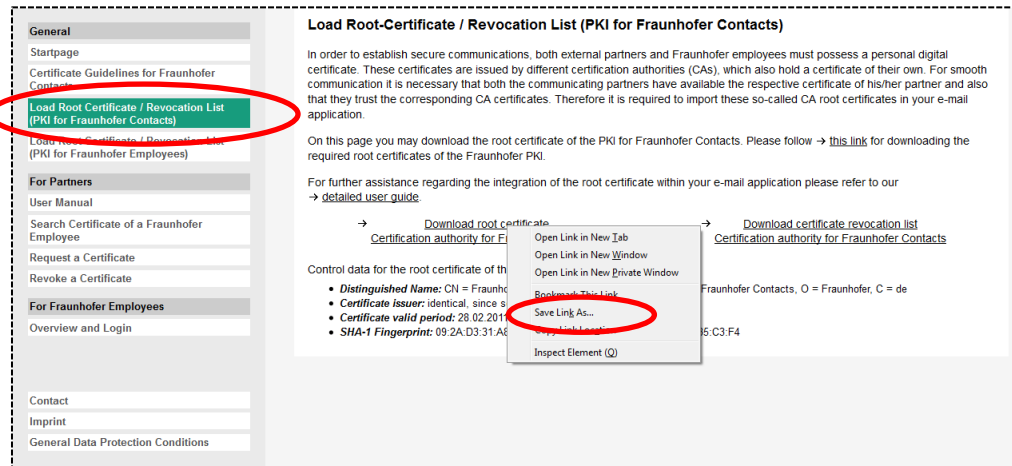 General
Startpage
Certificate Guidelines for Fraunhofer
Contacts
Load Root Certificate / Revocation List
(PKI for Fraunhofer Contacts)
Load Root Certificate / Revocation List
(PKI for Fraunhofer Employees)
For Partners
User Manual
Search Certificate of a Fraunhofer
Employee
Request a Certificate
Revoke a Certificate
For Fraunhofer Employees
Overview and Login
Contact
Imprint
General Data Protection Conditions
Load Root-Certificate / Revocation List (PKI for Fraunhofer Contacts)
In order to establish secure communications, both external partners and Fraunhofer employees must possess a personal digital
certificate. These certificates are issued by different certification authorities (CAs), which also hold a certificate of their own. For smooth
communication it is necessary that both the communicating partners have available the respective certificate of his/her partner and also
that they trust the corresponding CA certificates. Therefore it is required to import these so-called CA root certificates in your e-mail
application.
On this page you may download the root certificate of the PKI for Fraunhofer Contacts. Please follow → this link for downloading the
required root certificates of the Fraunhofer PKI.
For further assistance regarding the integration of the root certificate within your e-mail application please refer to our
→ detailed user guide.
→ Download root certificate
Certification authority for
→ Download certificate revocation list
Certification authority for Fraunhofer Contacts
Open Link in New Tab
Open Link in New Window
Open Link in New Private Window
Bookmark This Link
Save Link As...
Copy Link Location
Inspect Element (Q)
Control data for the root certificate of
• Distinguished Name: CN = Fraunho Fraunhofer Contacts, O = Fraunhofer, C = de
• Certificate issuer: identical, since s
• Certificate valid period: 28.02.201
• SHA-1 Fingerprint: 09:2A:D3:31:A8 :C3:F4